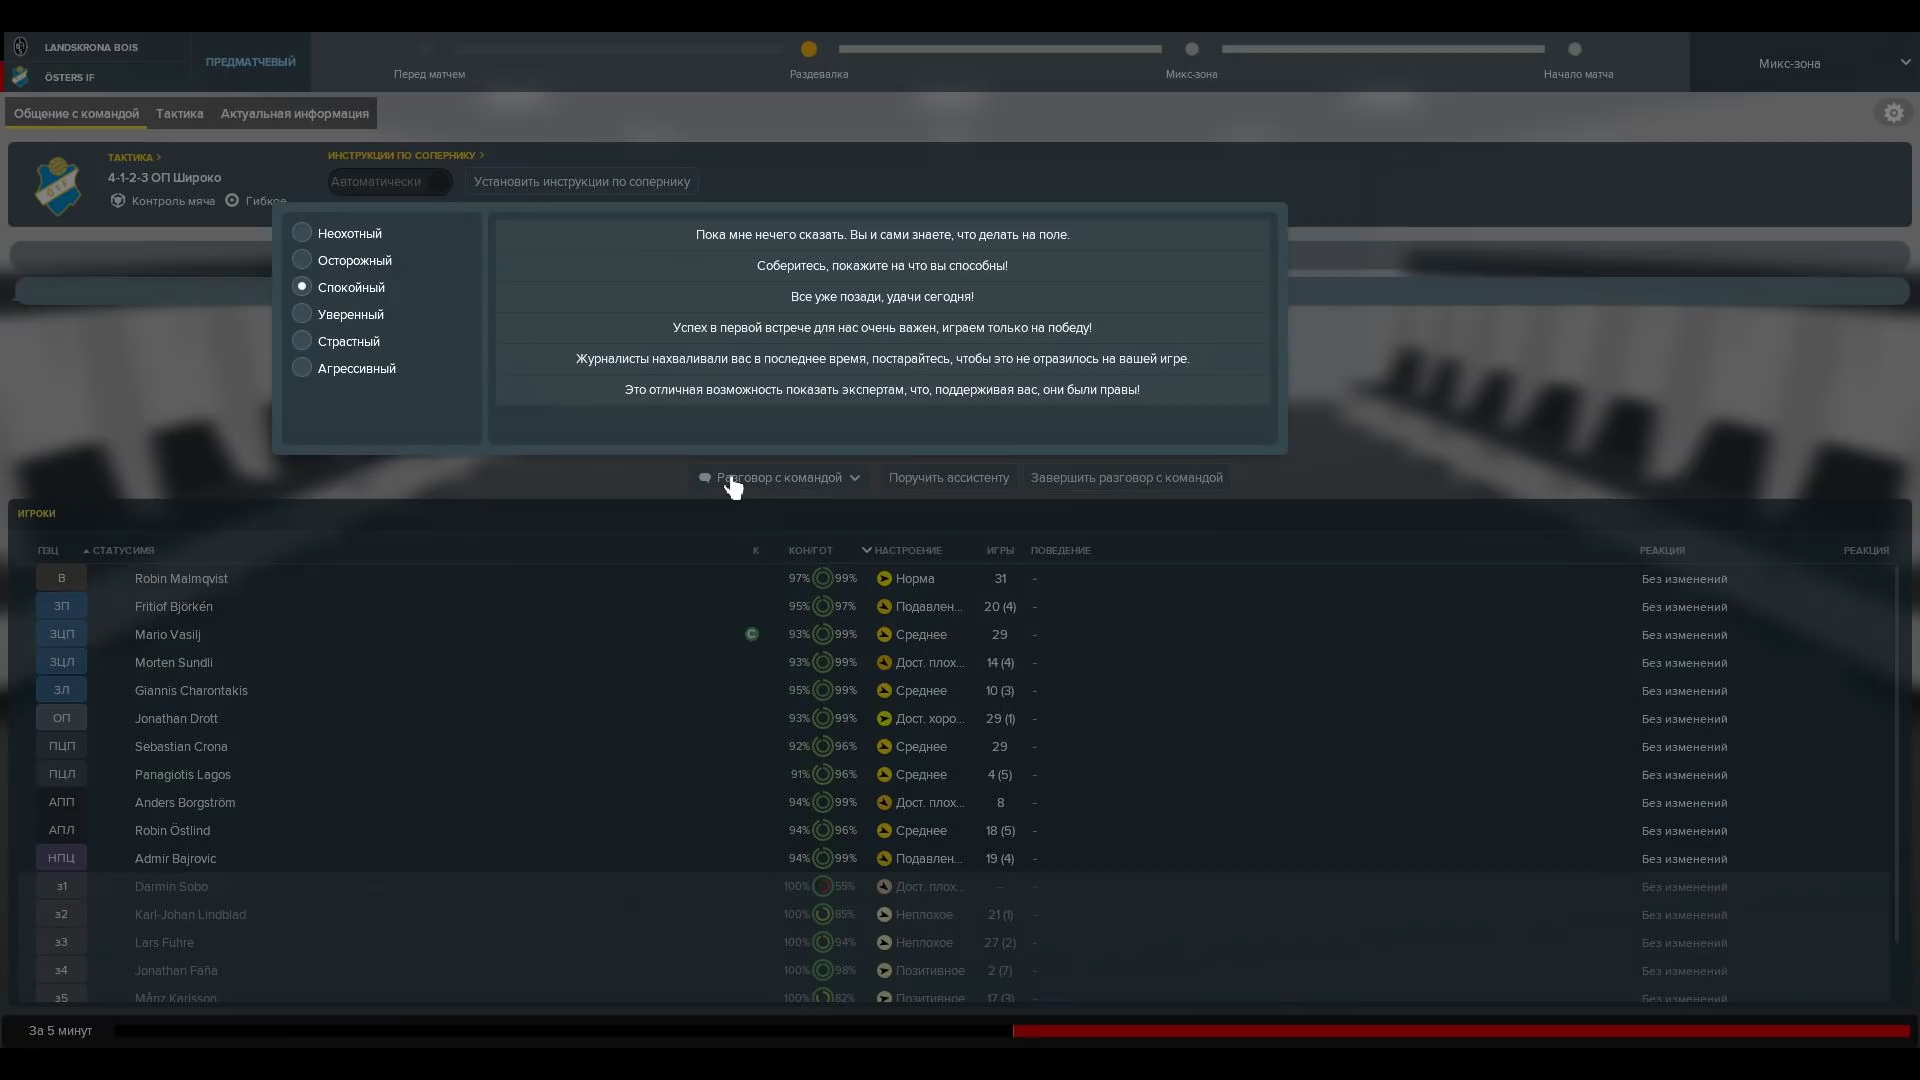 LANDSKRONA BOIS
ÖSTERS IF
ПРЕДМАТЧЕВЫЙ
Перед матчем
Раздевалка
Микс-зона
Начало матча
Микс-зона
Общение с командой Тактика Актуальная информация
ТАКТИКА >
4-1-2-3 ОП Широко
Контроль мяча Гибкое
ИНСТРУКЦИИ ПО СОПЕРНИКУ >
Автоматически Установить инструкции по сопернику
Неохотный
Осторожный
Спокойный
Уверенный
Страстный
Агрессивный
Пока мне нечего сказать. Вы и сами знаете, что делать на поле.
Соберитесь, покажите на что вы способны!
Все уже позади, удачи сегодня!
Успех в первой встрече для нас очень важен, играем только на победу!
Журналисты нахваливали вас в последнее время, постарайтесь, чтобы это не отразилось на вашей игре.
Это отличная возможность показать экспертам, что, поддерживая вас, они были правы!
Разговор с командой Поручить ассистенту Завершить разговор с командой
ИГРОКИ
ПЗЦ СТАТУС ИМЯ К КОН/ГОТ НАСТРОЕНИЕ ИГРЫ ПОВЕДЕНИЕ РЕАКЦИЯ РЕАКЦИЯ
В Robin Malmqvist 97% 99% Норма 31 - Без изменений
ЗП Fritiof Björkén 95% 97% Подавлен... 20 (4) - Без изменений
ЗЦП Mario Vasilj C 93% 99% Среднее 29 - Без изменений
ЗЦЛ Morten Sundli 93% 99% Дост. плох... 14 (4) - Без изменений
ЗЛ Giannis Charontakis 95% 99% Среднее 10 (3) - Без изменений
ОП Jonathan Drott 93% 99% Дост. хоро... 29 (1) - Без изменений
ПЦП Sebastian Crona 92% 96% Среднее 29 - Без изменений
ПЦЛ Panagiotis Lagos 91% 96% Среднее 4 (5) - Без изменений
АПП Anders Borgström 94% 99% Дост. плох... 8 - Без изменений
АПЛ Robin Östlind 94% 96% Среднее 18 (5) - Без изменений
НПЦ Admir Bajrovic 94% 99% Подавлен... 19 (4) - Без изменений
з1 Darmin Sobo 100% 55% Дост. плох... - - Без изменений
з2 Karl-Johan Lindblad 100% 85% Неплохое 21 (1) - Без изменений
з3 Lars Fuhre 100% 94% Неплохое 27 (2) - Без изменений
з4 Jonathan Faña 100% 98% Позитивное 2 (7) - Без изменений
з5 Månz Karlsson 100% 82% Позитивное 17 (3) - Без изменений
За 5 минут